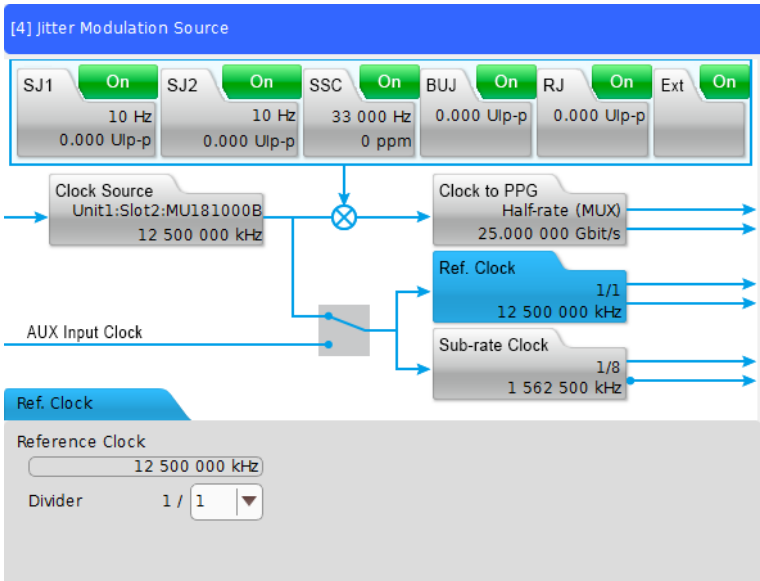 [4] Jitter Modulation Source
SJ1 On SJ2 On SSC On BUJ On RJ On Ext On
10 Hz 10 Hz 33 000 Hz 0.000 UIp-p 0.000 UIp-p
0.000 UIp-p 0.000 UIp-p 0 ppm
Clock Source
Unit1:Slot2:MU181000B
12 500 000 kHz
Clock to PPG
Half-rate (MUX)
25.000 000 Gbit/s
Ref. Clock
1/1
12 500 000 kHz
AUX Input Clock
Sub-rate Clock
1/8
1 562 500 kHz
Ref. Clock
Reference Clock
12 500 000 kHz
Divider 1 / 1